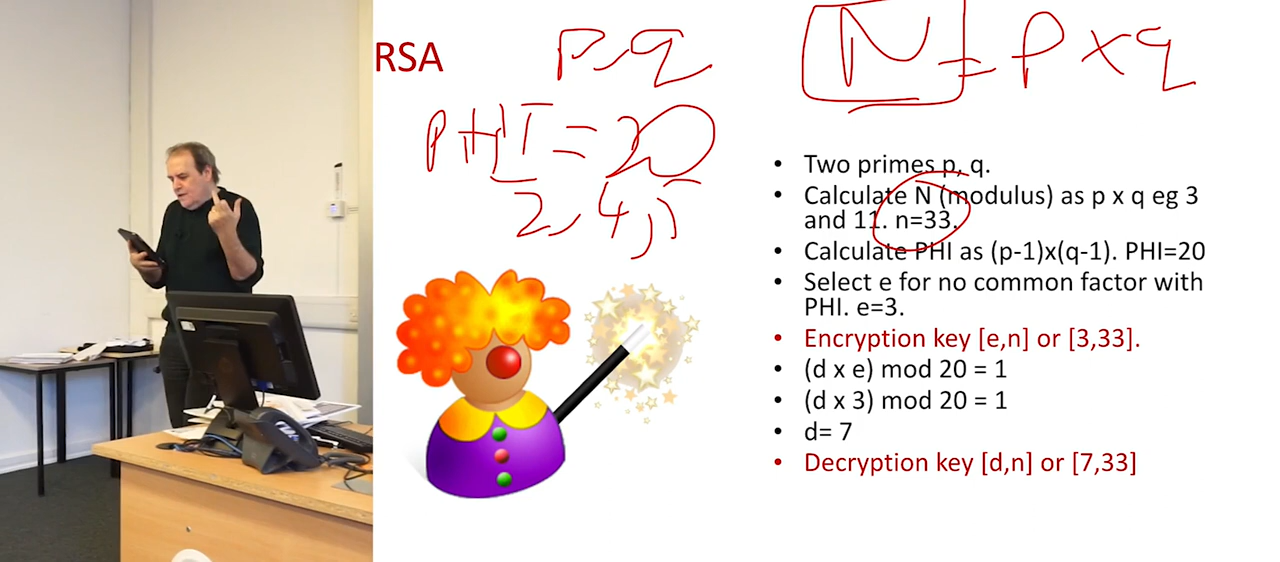 RSA
p, q
N = p x q
PHI = 20
2, 4, 5
• Two primes p, q.
• Calculate N (modulus) as p x q eg 3
and 11. n=33.
• Calculate PHI as (p-1)x(q-1). PHI=20
• Select e for no common factor with
PHI. e=3.
• Encryption key [e,n] or [3,33].
• (d x e) mod 20 = 1
• (d x 3) mod 20 = 1
• d= 7
• Decryption key [d,n] or [7,33]